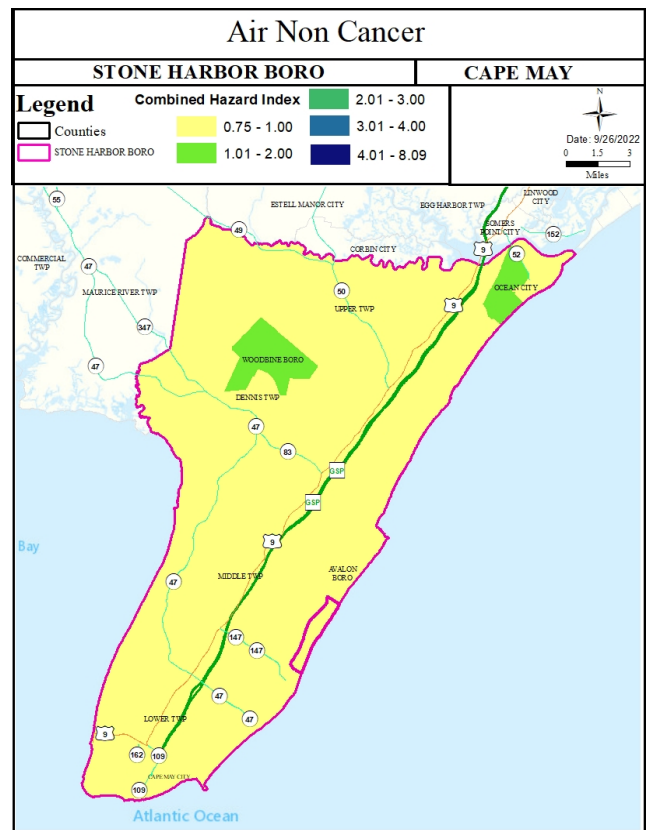 Air Non Cancer
STONE HARBOR BORO
CAPE MAY
Legend
Counties
STONE HARBOR BORO
Combined Hazard Index
0.75 - 1.00
1.01 - 2.00
2.01 - 3.00
3.01 - 4.00
4.01 - 8.09
N
Date: 9/26/2022
0 1.5 3
Miles
LINWOOD
CITY
55
ESTELL MANOR CITY
EGG HARBOR TWP
SOMERS
POINT CITY
49
152
COMMERCIAL
TWP
CORBIN CITY
9
52
47
MAURICE RIVER TWP
50
OCEAN CITY
UPPER TWP
9
347
WOODBINE BORO
47
DENNIS TWP
47
83
GSP
GSP
Bay
9
MIDDLE TWP
AVALON
BORO
47
147
147
47
LOWER TWP
47
9
162
109
CAPE MAY CITY
109
Atlantic Ocean